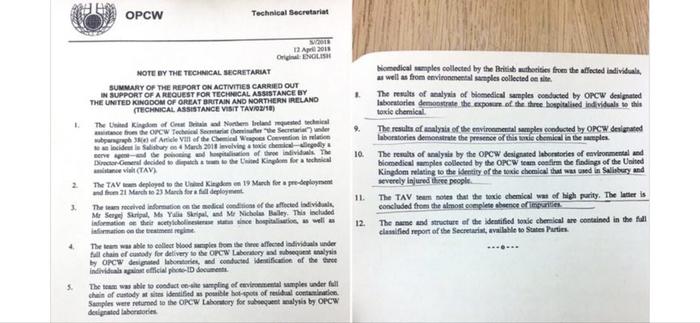 OPCW
Technical Secretariat
S/2018
12 April 2018
Original: ENGLISH
NOTE BY THE TECHNICAL SECRETARIAT
SUMMARY OF THE REPORT ON ACTIVITIES CARRIED OUT
IN SUPPORT OF A REQUEST FOR TECHNICAL ASSISTANCE BY
THE UNITED KINGDOM OF GREAT BRITAIN AND NORTHERN IRELAND
(TECHNICAL ASSISTANCE VISIT TAV/02/18)
1. The United Kingdom of Great Britain and Northern Ireland requested technical
assistance from the OPCW Technical Secretariat (hereinafter "the Secretariat") under
subparagraph 38(e) of Article VIII of the Chemical Weapons Convention in relation
to an incident in Salisbury on 4 March 2018 involving a toxic chemical—allegedly a
nerve agent—and the poisoning and hospitalisation of three individuals. The
Director-General decided to dispatch a team to the United Kingdom for a technical
assistance visit (TAV).
2. The TAV team deployed to the United Kingdom on 19 March for a pre-deployment
and from 21 March to 23 March for a full deployment.
3. The team received information on the medical conditions of the affected individuals,
Mr Sergej Skripal, Ms Yulia Skripal, and Mr Nicholas Bailey. This included
information on their acetylcholinesterase status since hospitalisation, as well as
information on the treatment regime.
4. The team was able to collect blood samples from the three affected individuals under
full chain of custody for delivery to the OPCW Laboratory and subsequent analysis
by OPCW designated laboratories, and conducted identification of the three
individuals against official photo-ID documents.
5. The team was able to conduct on-site sampling of environmental samples under full
chain of custody at sites identified as possible hot-spots of residual contamination.
Samples were returned to the OPCW Laboratory for subsequent analysis by OPCW
designated laboratories.
biomedical samples collected by the British authorities from the affected individuals,
as well as from environmental samples collected on site.
8. The results of analysis of biomedical samples conducted by OPCW designated
laboratories demonstrate the exposure of the three hospitalised individuals to this
toxic chemical.
9. The results of analysis of the environmental samples conducted by OPCW designated
laboratories demonstrate the presence of this toxic chemical in the samples.
10. The results of analysis by the OPCW designated laboratories of environmental and
biomedical samples collected by the OPCW team confirm the findings of the United
Kingdom relating to the identity of the toxic chemical that was used in Salisbury and
severely injured three people.
11. The TAV team notes that the toxic chemical was of high purity. The latter is
concluded from the almost complete absence of impurities.
12. The name and structure of the identified toxic chemical are contained in the full
classified report of the Secretariat, available to States Parties.
---o---